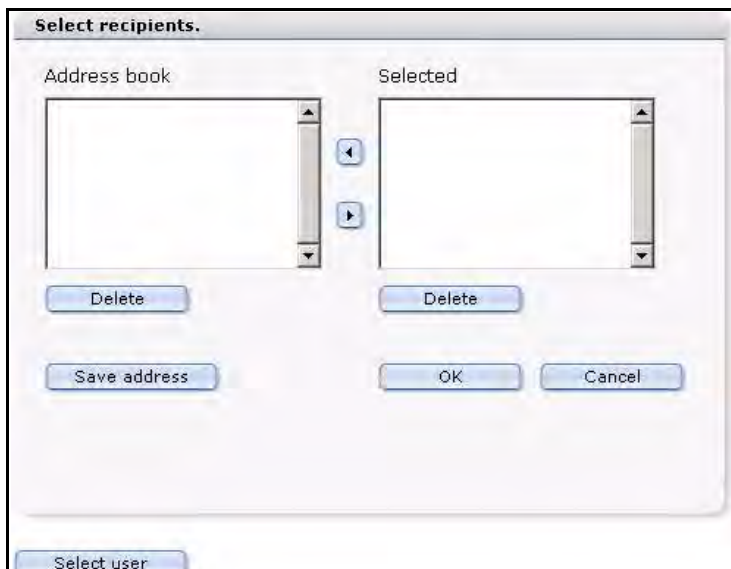 Select recipients.
Address book Selected
Delete Delete
Save address OK Cancel
Select user